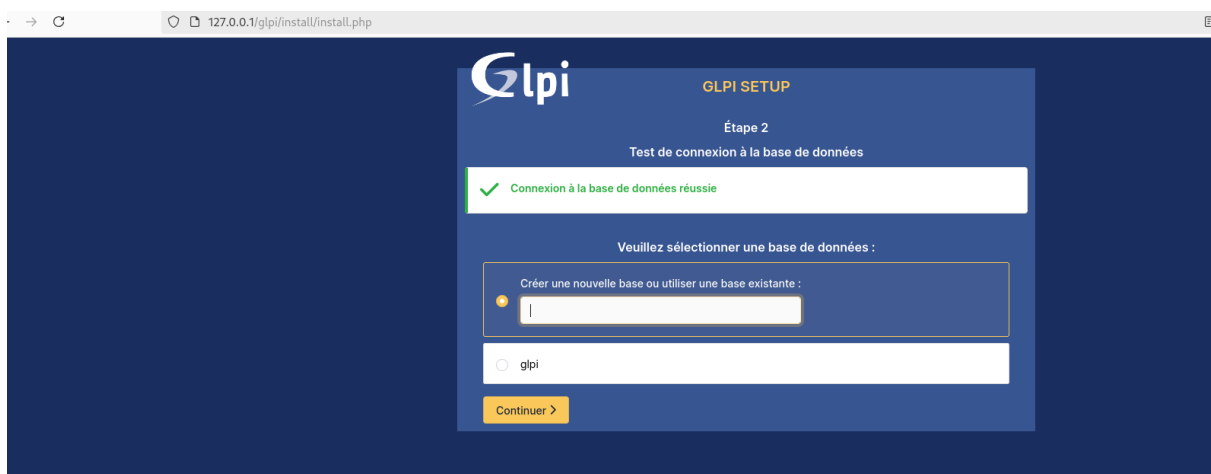 127.0.0.1/glpi/install/install.php
Glpi
GLPI SETUP
Étape 2
Test de connexion à la base de données
Connexion à la base de données réussie
Veuillez sélectionner une base de données :
Créer une nouvelle base ou utiliser une base existante :
glpi
Continuer